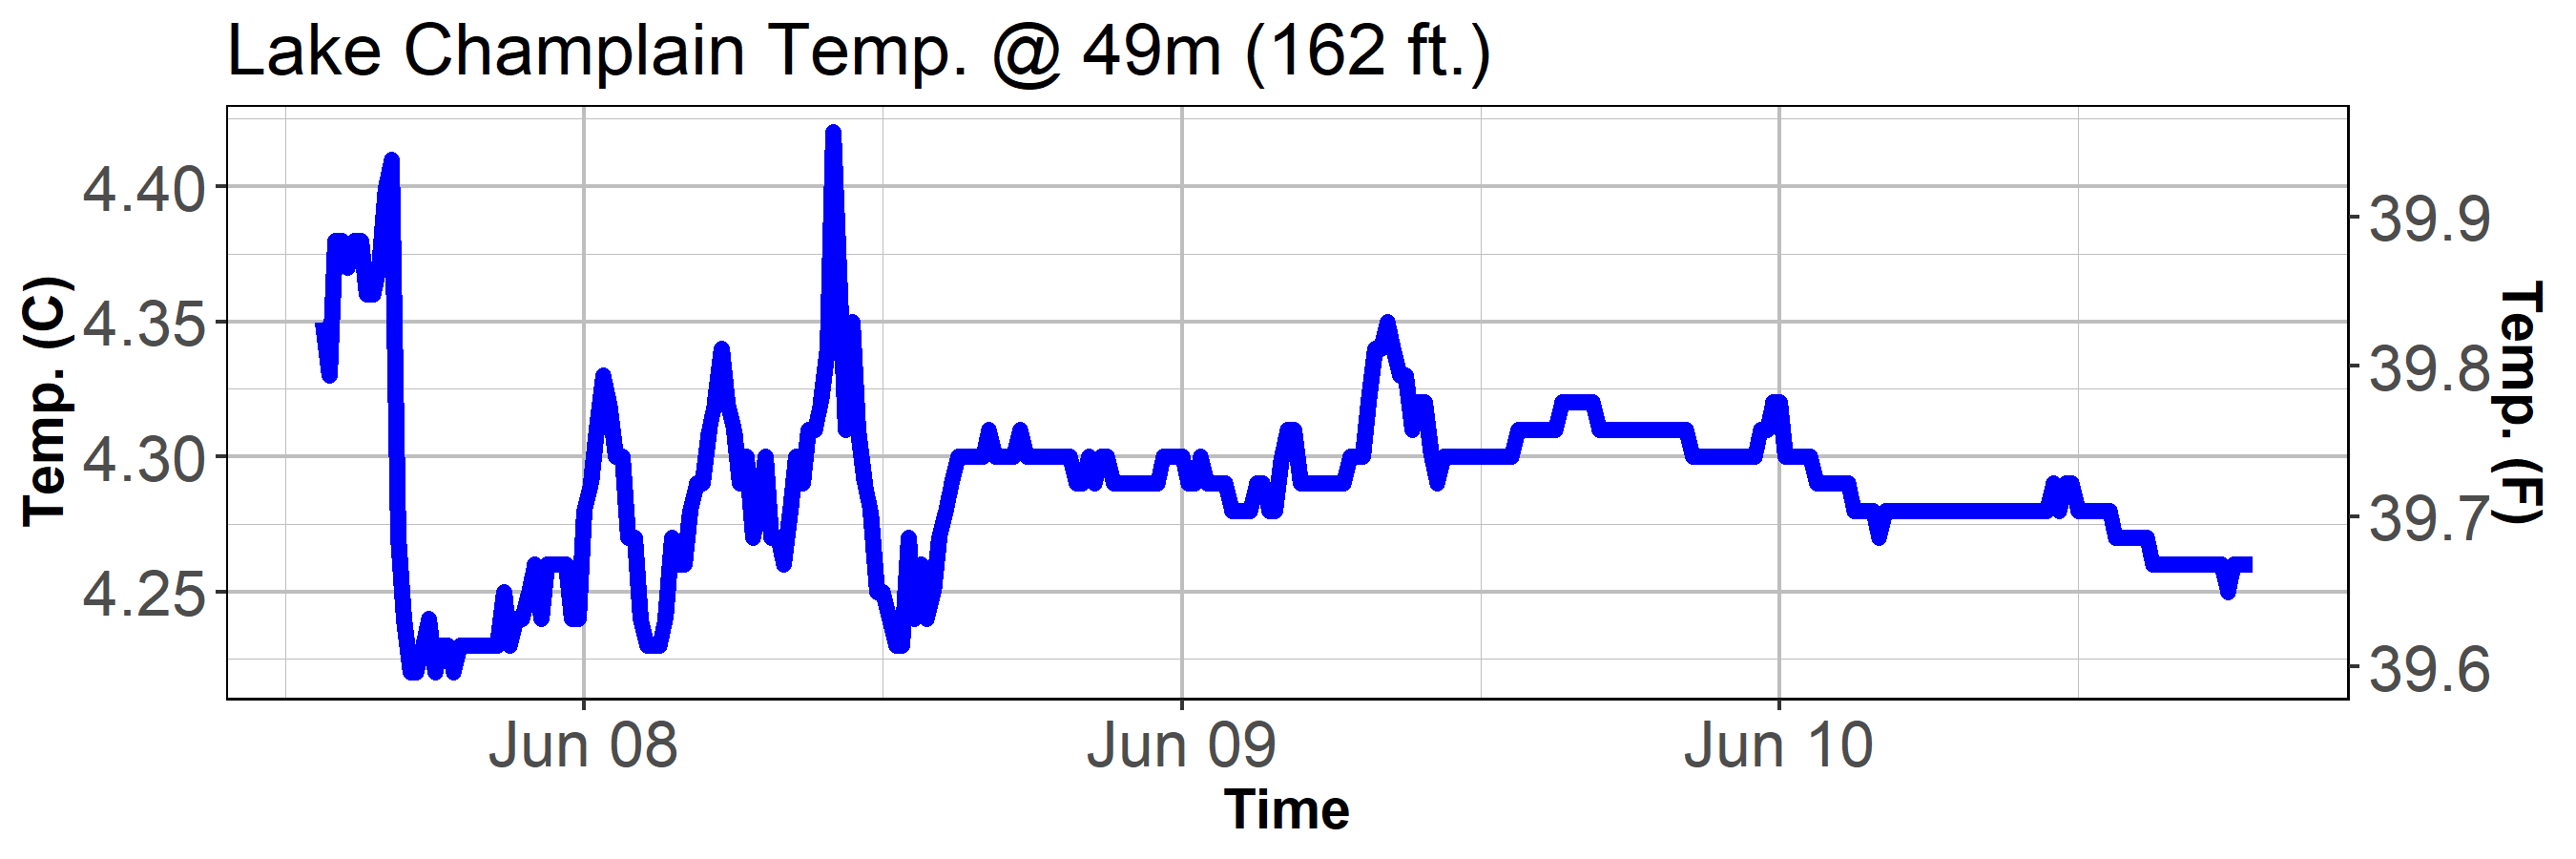 Lake Champlain Temp. @ 49m (162 ft.)
Temp. (C)
4.40
4.35
4.30
4.25
39.9
39.8
39.7
39.6
Temp. (F)
Jun 08
Jun 09
Jun 10
Time